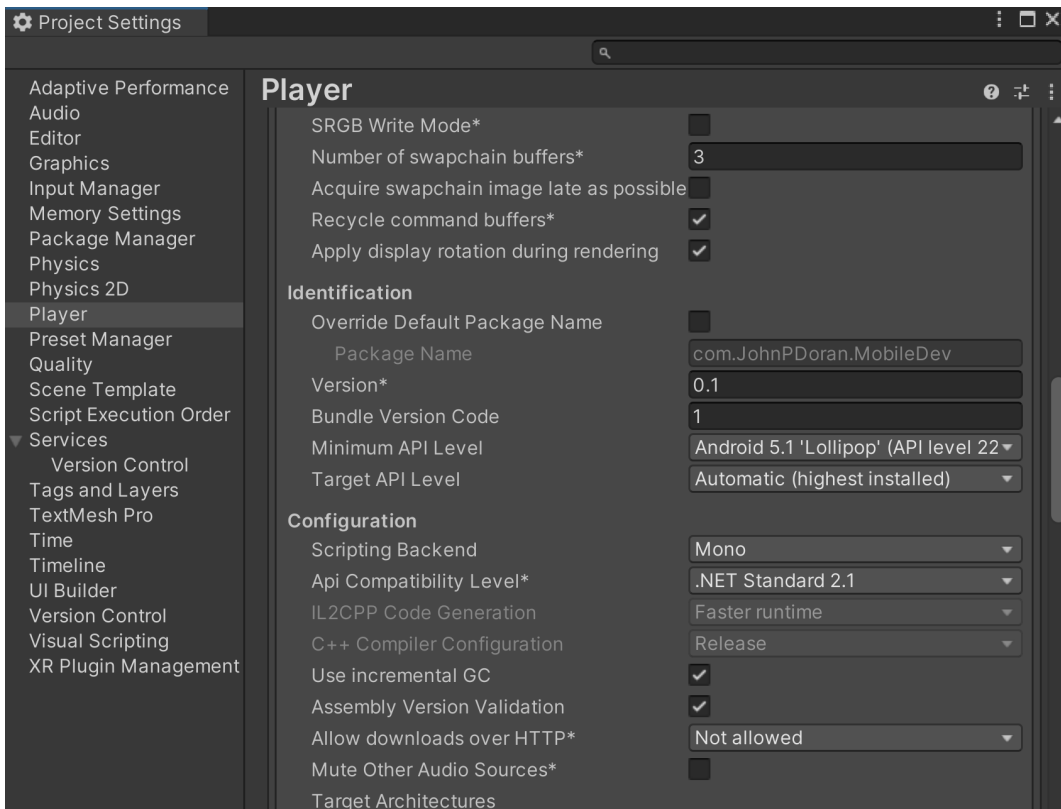 Project Settings
Adaptive Performance
Audio
Editor
Graphics
Input Manager
Memory Settings
Package Manager
Physics
Physics 2D
Player
Preset Manager
Quality
Scene Template
Script Execution Order
Services
Version Control
Tags and Layers
TextMesh Pro
Time
Timeline
UI Builder
Version Control
Visual Scripting
XR Plugin Management
Player
SRGB Write Mode*
Number of swapchain buffers* 3
Acquire swapchain image late as possible
Recycle command buffers*
Apply display rotation during rendering
Identification
Override Default Package Name
Package Name com.JohnPDoran.MobileDev
Version* 0.1
Bundle Version Code 1
Minimum API Level Android 5.1 'Lollipop' (API level 22
Target API Level Automatic (highest installed)
Configuration
Scripting Backend Mono
Api Compatibility Level* .NET Standard 2.1
IL2CPP Code Generation Faster runtime
C++ Compiler Configuration Release
Use incremental GC
Assembly Version Validation
Allow downloads over HTTP* Not allowed
Mute Other Audio Sources*
Target Architectures